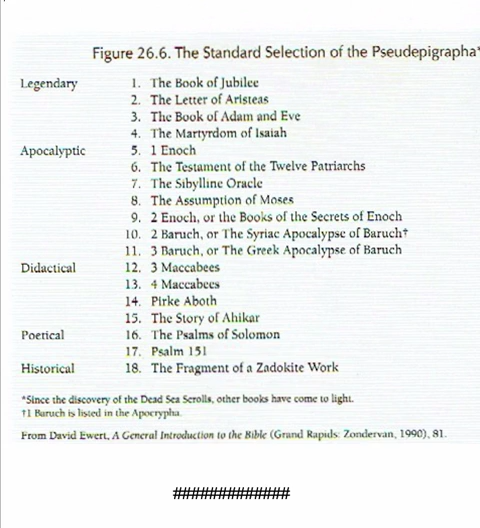 Figure 26.6. The Standard Selection of the Pseudepigrapha*
Legendary 1. The Book of Jubilee
2. The Letter of Aristeas
3. The Book of Adam and Eve
4. The Martyrdom of Isaiah
Apocalyptic 5. 1 Enoch
6. The Testament of the Twelve Patriarchs
7. The Sibylline Oracle
8. The Assumption of Moses
9. 2 Enoch, or the Books of the Secrets of Enoch
10. 2 Baruch, or The Syriac Apocalypse of Baruch†
11. 3 Baruch, or The Greek Apocalypse of Baruch
Didactical 12. 3 Maccabees
13. 4 Maccabees
14. Pirke Aboth
15. The Story of Ahikar
Poetical 16. The Psalms of Solomon
17. Psalm 151
Historical 18. The Fragment of a Zadokite Work
*Since the discovery of the Dead Sea Scrolls, other books have come to light.
†1 Baruch is listed in the Apocrypha.
From David Ewert, A General Introduction to the Bible (Grand Rapids: Zondervan, 1990), 81.
##############